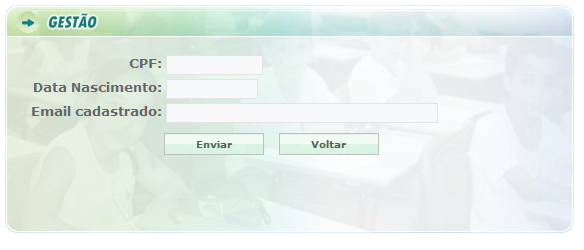 GESTÃO
CPF:
Data Nascimento:
Email cadastrado:
Enviar Voltar